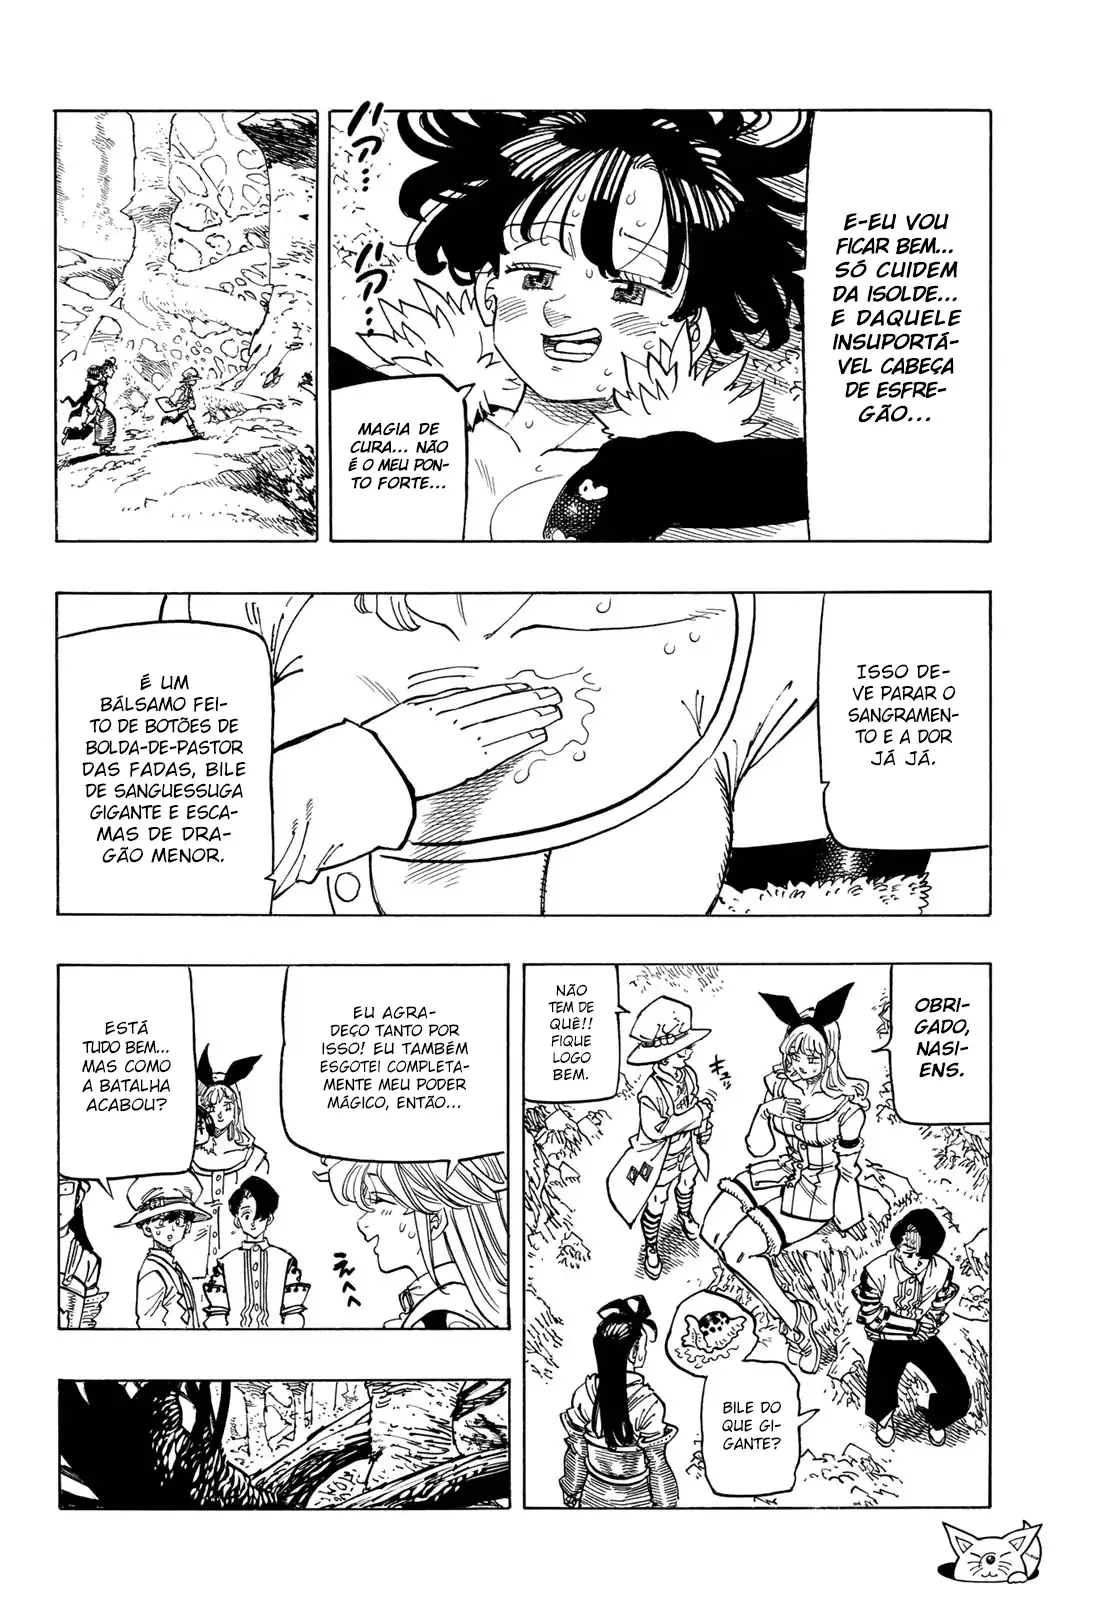 E-EU VOU
FICAR BEM...
SÓ CUIDEM
DA ISOLDE...
E DAQUELE
INSUPORTÁ-
VEL CABEÇA
DE ESFRE-
GÃO...
MAGIA DE
CURA... NÃO
É O MEU PON-
TO FORTE...
ISSO DE-
VE PARAR O
SANGRAMEN-
TO E A DOR
JÁ JÁ.
É UM
BÁLSAMO FEI-
TO DE BOTÕES DE
BOLDA-DE-PASTOR
DAS FADAS, BILE
DE SANGUESSUGA
GIGANTE E ESCA-
MAS DE DRA-
GÃO MENOR.
OBRI-
GADO,
NASI-
ENS.
NÃO
TEM DE
QUÊ!!
FIQUE
LOGO
BEM.
BILE DO
QUE GI-
GANTE?
EU AGRA-
DEÇO TANTO POR
ISSO! EU TAMBÉM
ESGOTEI COMPLETA-
MENTE MEU PODER
MÁGICO, ENTÃO...
ESTÁ
TUDO BEM...
MAS COMO
A BATALHA
ACABOU?